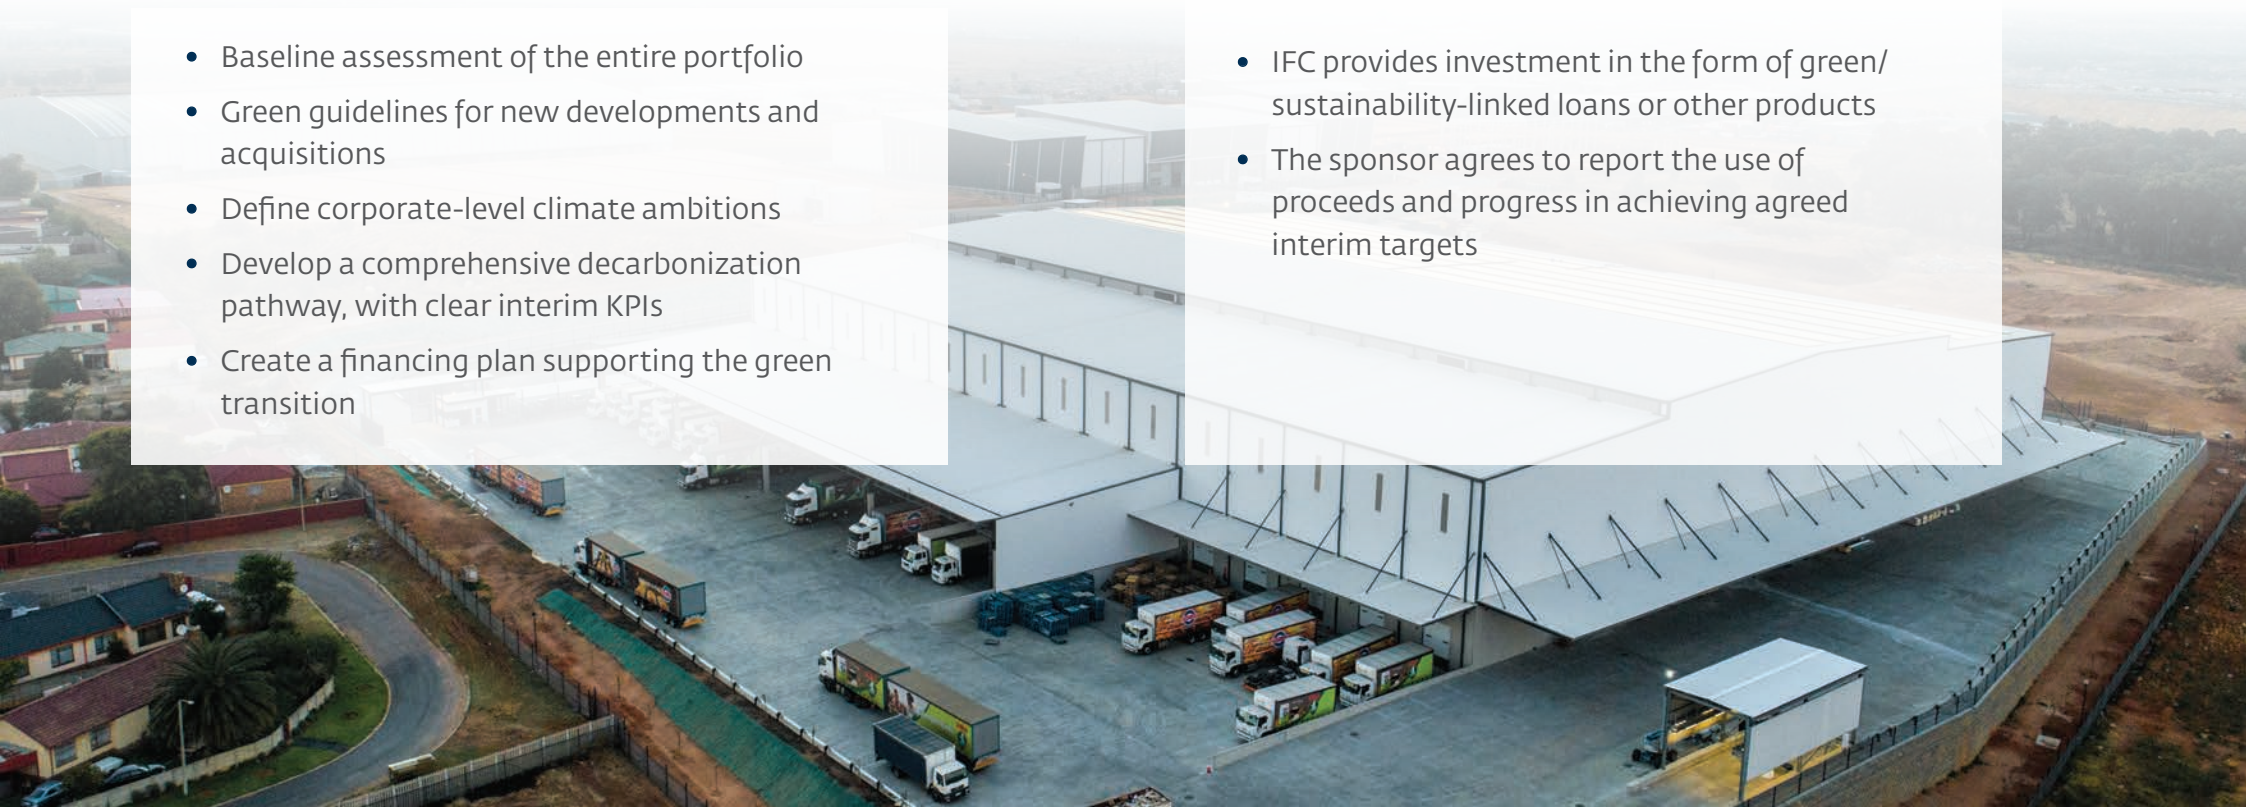 • Baseline assessment of the entire portfolio
• Green guidelines for new developments and
acquisitions
• Define corporate-level climate ambitions
• Develop a comprehensive decarbonization
pathway, with clear interim KPIs
• Create a financing plan supporting the green
transition
• IFC provides investment in the form of green/
sustainability-linked loans or other products
• The sponsor agrees to report the use of
proceeds and progress in achieving agreed
interim targets